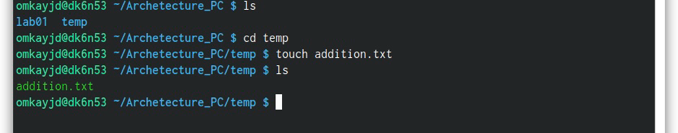 omkayjd@dk6n53 ~/Archetecture_PC $ ls
lab01  temp
omkayjd@dk6n53 ~/Archetecture_PC $ cd temp
omkayjd@dk6n53 ~/Archetecture_PC/temp $ touch addition.txt
omkayjd@dk6n53 ~/Archetecture_PC/temp $ ls
addition.txt
omkayjd@dk6n53 ~/Archetecture_PC/temp $